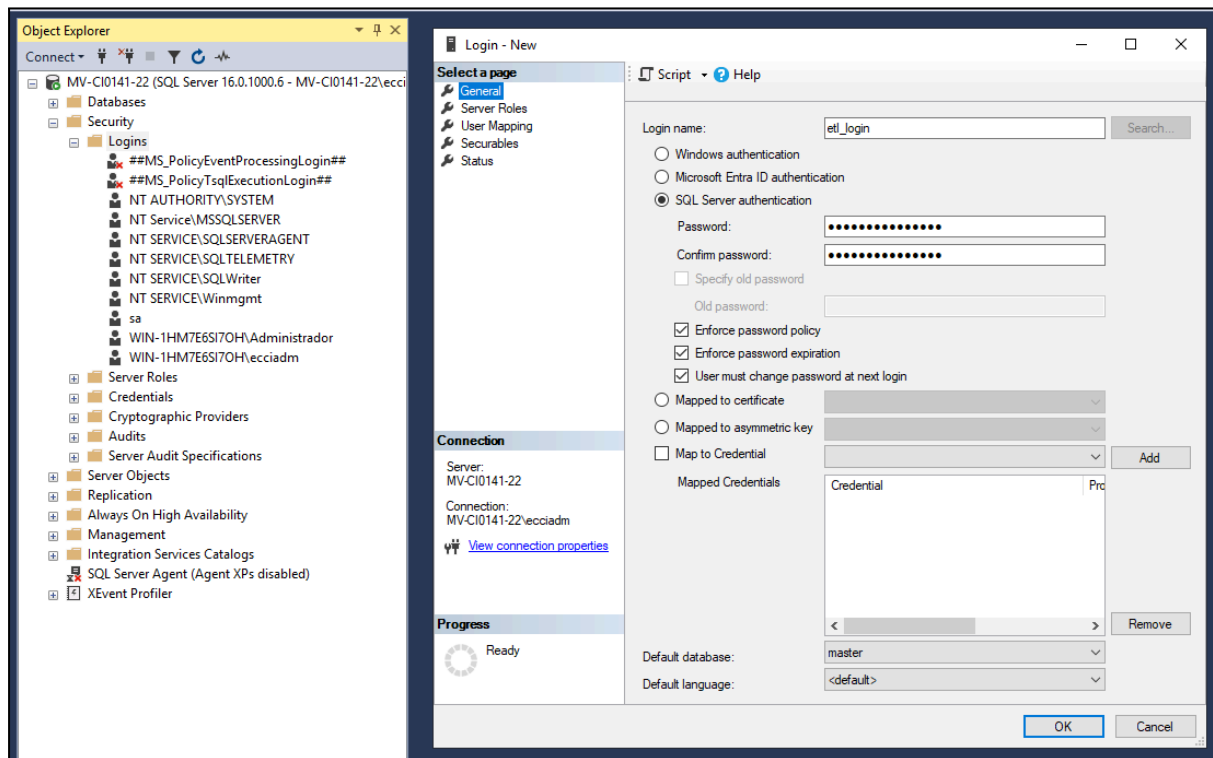 Object Explorer
Connect
MV-CI0141-22 (SQL Server 16.0.1000.6 - MV-CI0141-22\ecci
Databases
Security
Logins
##MS_PolicyEventProcessingLogin##
##MS_PolicyTsqlExecutionLogin##
NT AUTHORITY\SYSTEM
NT Service\MSSQLSERVER
NT SERVICE\SQLSERVERAGENT
NT SERVICE\SQLTELEMETRY
NT SERVICE\SQLWriter
NT SERVICE\Winmgmt
sa
WIN-1HM7E6SI7OH\Administrador
WIN-1HM7E6SI7OH\ecciadm
Server Roles
Credentials
Cryptographic Providers
Audits
Server Audit Specifications
Server Objects
Replication
Always On High Availability
Management
Integration Services Catalogs
SQL Server Agent (Agent XPs disabled)
XEvent Profiler
Login - New
Select a page
General
Server Roles
User Mapping
Securables
Status
Connection
Server:
MV-CI0141-22
Connection:
MV-CI0141-22\ecciadm
View connection properties
Progress
Ready
Script Help
Login name: etl_login Search...
Windows authentication
Microsoft Entra ID authentication
SQL Server authentication
Password: •••••••••••••••
Confirm password: •••••••••••••••
Specify old password
Old password:
Enforce password policy
Enforce password expiration
User must change password at next login
Mapped to certificate
Mapped to asymmetric key
Map to Credential Add
Mapped Credentials Credential Pro
Remove
Default database: master
Default language: <default>
OK Cancel